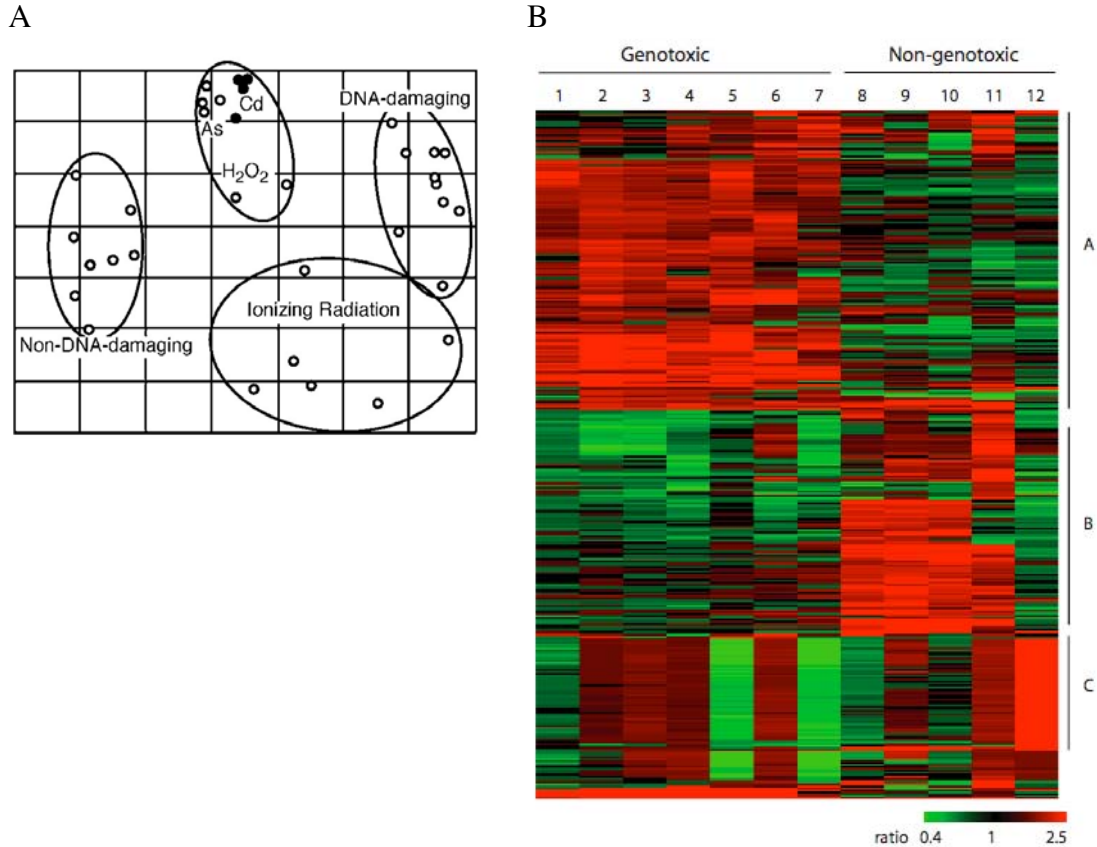 A
DNA-damaging
Cd
As
H₂O₂
Ionizing Radiation
Non-DNA-damaging
B
Genotoxic Non-genotoxic
1 2 3 4 5 6 7 8 9 10 11 12
A
B
C
ratio 0.4 1 2.5